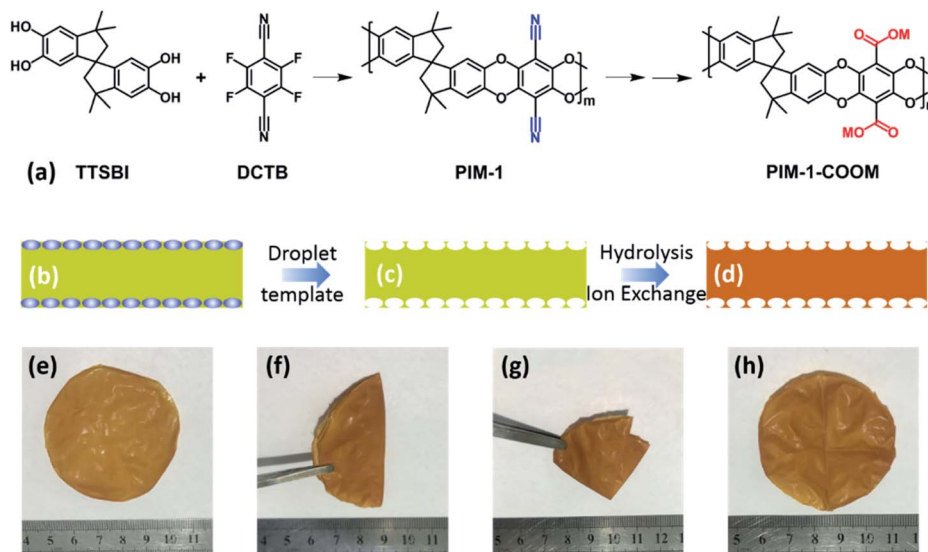 HO
HO
OH
OH
TTSBI
+
N
F
F
F
F
N
DCTB
N
O
O
O
O
m
N
PIM-1
O
OM
O
O
O
O
MO
O
PIM-1-COOM
(a)
(b)
Droplet
template
(c)
Hydrolysis
Ion Exchange
(d)
(e)
(f)
(g)
(h)
4 5 6 7 8 9 10 11
4 5 6 7 8 9 10 11
5 6 7 8 9 10 11 12 1
5 6 7 8 9 10 11 1